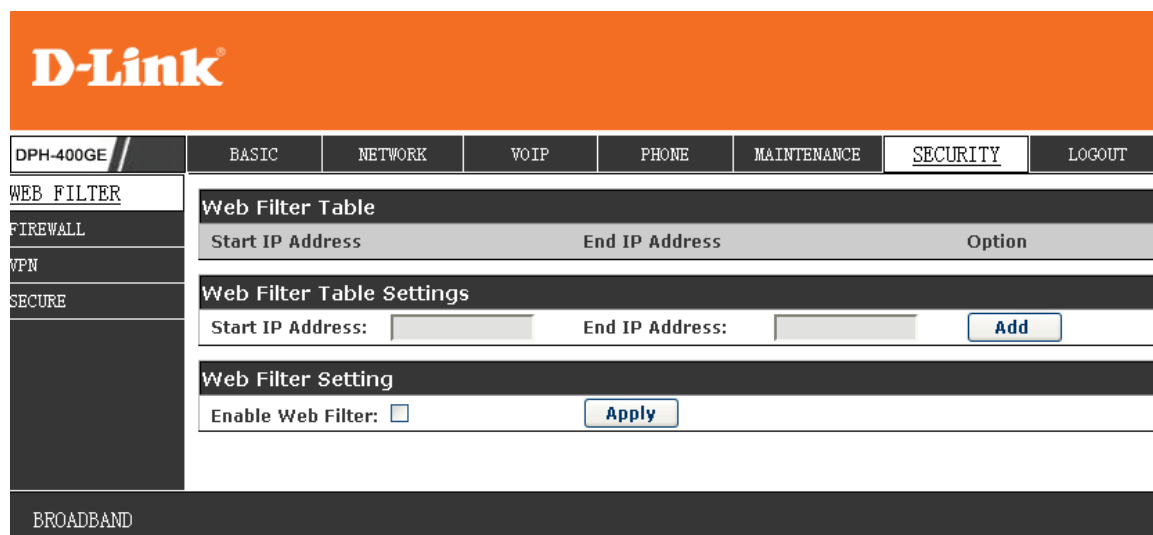 D-Link®
DPH-400GE BASIC NETWORK VOIP PHONE MAINTENANCE SECURITY LOGOUT
WEB FILTER
FIREWALL
VPN
SECURE
Web Filter Table
Start IP Address End IP Address Option
Web Filter Table Settings
Start IP Address: End IP Address: Add
Web Filter Setting
Enable Web Filter: Apply
BROADBAND